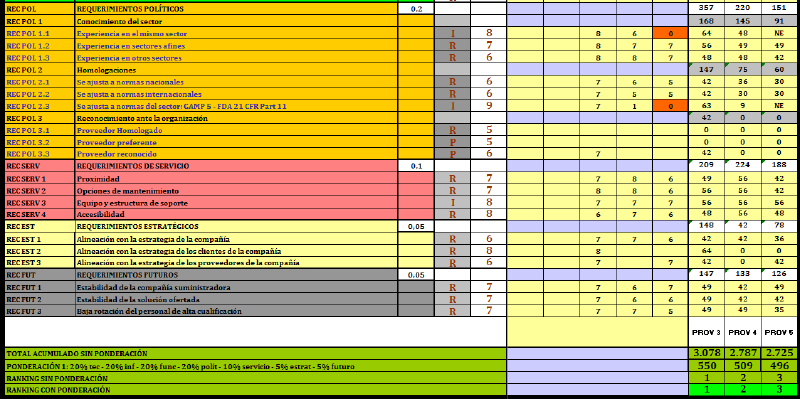 REC POL REQUERIMIENTOS POLÍTICOS 0.2 357 220 151
REC POL 1 Conocimiento del sector 168 145 91
REC POL 1.1 Experiencia en el mismo sector I 8 8 6 0 64 48 NE
REC POL 1.2 Experiencia en sectores afines R 7 8 7 7 56 49 49
REC POL 1.3 Experiencia en otros sectores R 6 8 8 7 48 48 42
REC POL 2 Homologaciones 147 75 60
REC POL 2.1 Se ajusta a normas nacionales R 6 7 6 5 42 36 30
REC POL 2.2 Se ajusta a normas internacionales R 6 7 5 5 42 30 30
REC POL 2.3 Se ajusta a normas del sector: GAMP 5 - FDA 21 CFR Part 11 I 9 7 1 0 63 9 NE
REC POL 3 Reconocimiento ante la organización 42 0 0
REC POL 3.1 Proveedor Homologado R 5 0 0 0
REC POL 3.2 Proveedor preferente P 5 0 0 0
REC POL 3.3 Proveedor reconocido P 6 7 42 0 0
REC SERV REQUERIMIENTOS DE SERVICIO 0.1 209 224 188
REC SERV 1 Proximidad R 7 7 8 6 49 56 42
REC SERV 2 Opciones de mantenimiento R 7 8 8 6 56 56 42
REC SERV 3 Equipo y estructura de soporte I 8 7 7 7 56 56 56
REC SERV 4 Accesibilidad R 8 6 7 6 48 56 48
REC EST REQUERIMIENTOS ESTRATÉGICOS 0,05 148 42 78
REC EST 1 Alineación con la estrategia de la compañía R 6 7 7 6 42 42 36
REC EST 2 Alineación con la estrategia de los clientes de la compañía R 8 8 64 0 0
REC EST 3 Alineación con la estrategia de los proveedores de la compañía R 6 7 7 42 0 42
REC FUT REQUERIMIENTOS FUTUROS 0.05 147 133 126
REC FUT 1 Estabilidad de la compañía suministradora R 7 7 6 7 49 42 49
REC FUT 2 Estabilidad de la solución ofertada R 7 7 6 6 49 42 42
REC FUT 3 Baja rotación del personal de alta cualificación R 7 7 7 5 49 49 35
PROV 3 PROV 4 PROV 5
TOTAL ACUMULADO SIN PONDERACIÓN 3.078 2.787 2.725
PONDERACIÓN 1: 20% tec - 20% inf - 20% func - 20% polit - 10% servicio - 5% estrat - 5% futuro 550 509 496
RANKING SIN PONDERACIÓN 1 2 3
RANKING CON PONDERACIÓN 1 2 3